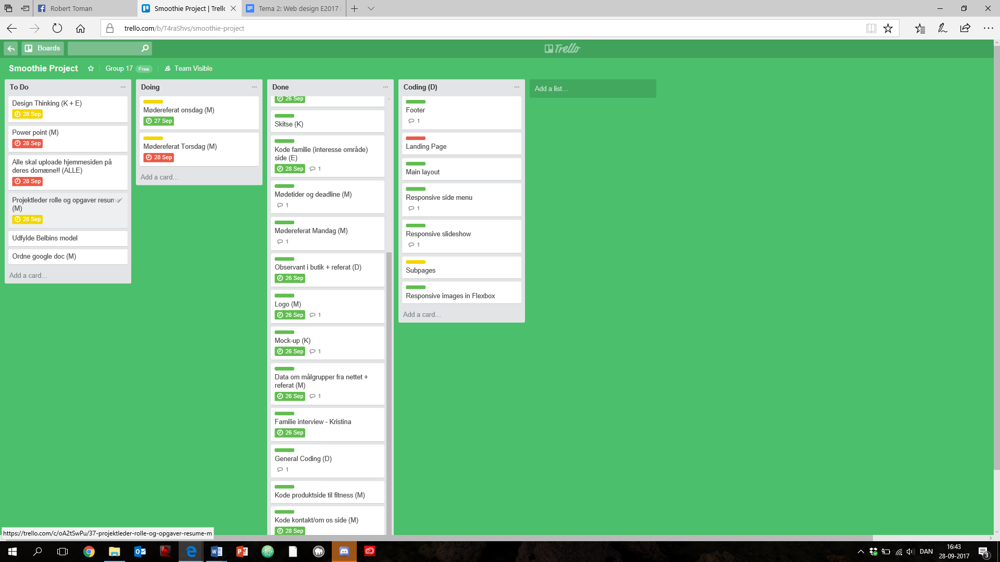 Robert Toman
Smoothie Project | Trell
Tema 2: Web design E2017
trello.com/b/T4raShvs/smoothie-project
Boards
Trello
Smoothie Project
Group 17 Free
Team Visible
To Do
Design Thinking (K + E)
28 Sep
Power point (M)
28 Sep
Alle skal uploade hjemmesiden på
deres domæne!! (ALLE)
28 Sep
Projektleder rolle og opgaver resume
(M)
28 Sep
Udfylde Belbins model
Ordne google doc (M)
Add a card...
Doing
Mødereferat onsdag (M)
27 Sep
Mødereferat Torsdag (M)
28 Sep
Add a card...
Done
26 Sep
Skitse (K)
Kode familie (interesse område)
side (E)
28 Sep 1
Mødetider og deadline (M)
1
Mødereferat Mandag (M)
1
Observant i butik + referat (D)
26 Sep
Logo (M)
26 Sep 1
Mock-up (K)
26 Sep 1
Data om målgrupper fra nettet +
referat (M)
26 Sep 1
Familie interview - Kristina
26 Sep
General Coding (D)
1
Kode produktside til fitness (M)
Kode kontakt/om os side (M)
28 Sep
Coding (D)
Footer
1
Landing Page
Main layout
Responsive side menu
1
Responsive slideshow
1
Subpages
Responsive images in Flexbox
Add a card...
Add a list...
https://trello.com/c/oA2tSwPu/37-projektleder-rolle-og-opgaver-resume-m
DAN
16:43
28-09-2017
3